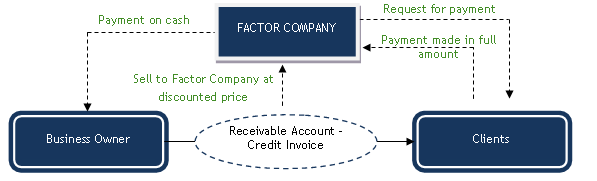 Payment on cash
FACTOR COMPANY
Request for payment
Payment made in full
amount
Sell to Factor Company at
discounted price
Business Owner
Receivable Account -
Credit Invoice
Clients